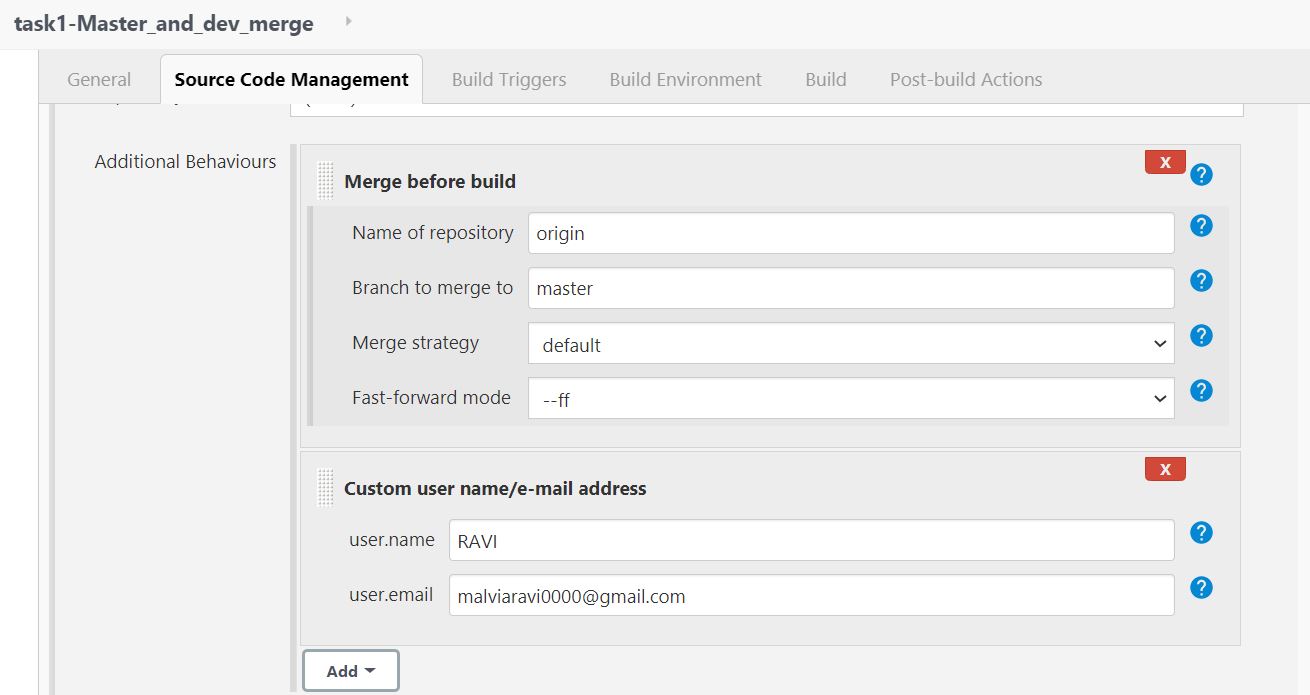 task1-Master_and_dev_merge
General Source Code Management Build Triggers Build Environment Build Post-build Actions
Additional Behaviours
X
?
Merge before build
Name of repository origin ?
Branch to merge to master ?
Merge strategy default ?
Fast-forward mode --ff ?
X
Custom user name/e-mail address
user.name RAVI ?
user.email malviaravi0000@gmail.com ?
Add